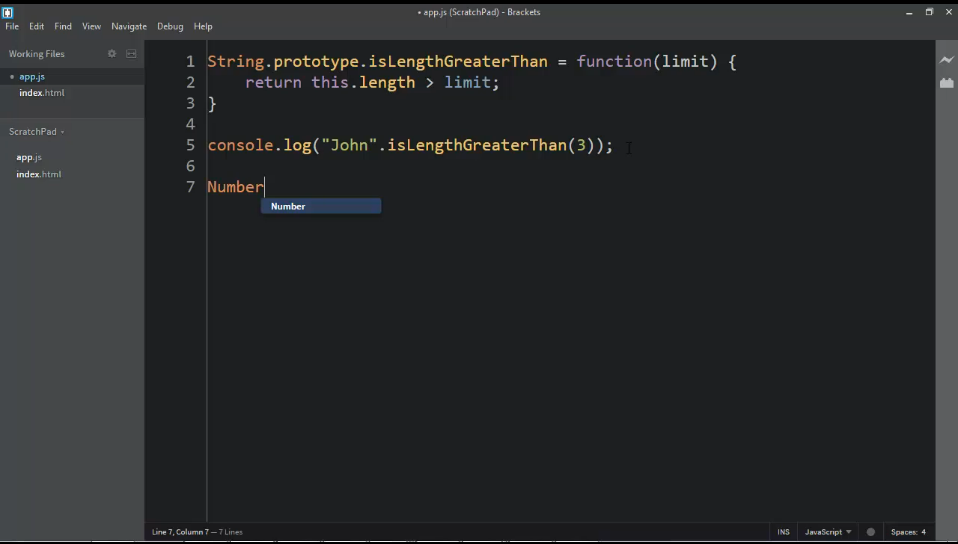 • app.js (ScratchPad) - Brackets
File Edit Find View Navigate Debug Help
Working Files
• app.js
index.html
ScratchPad
app.js
index.html
1 String.prototype.isLengthGreaterThan = function(limit) {
2 return this.length > limit;
3 }
4
5 console.log("John".isLengthGreaterThan(3));
6
7 Number
Number
Line 7, Column 7 — 7 Lines INS JavaScript Spaces: 4